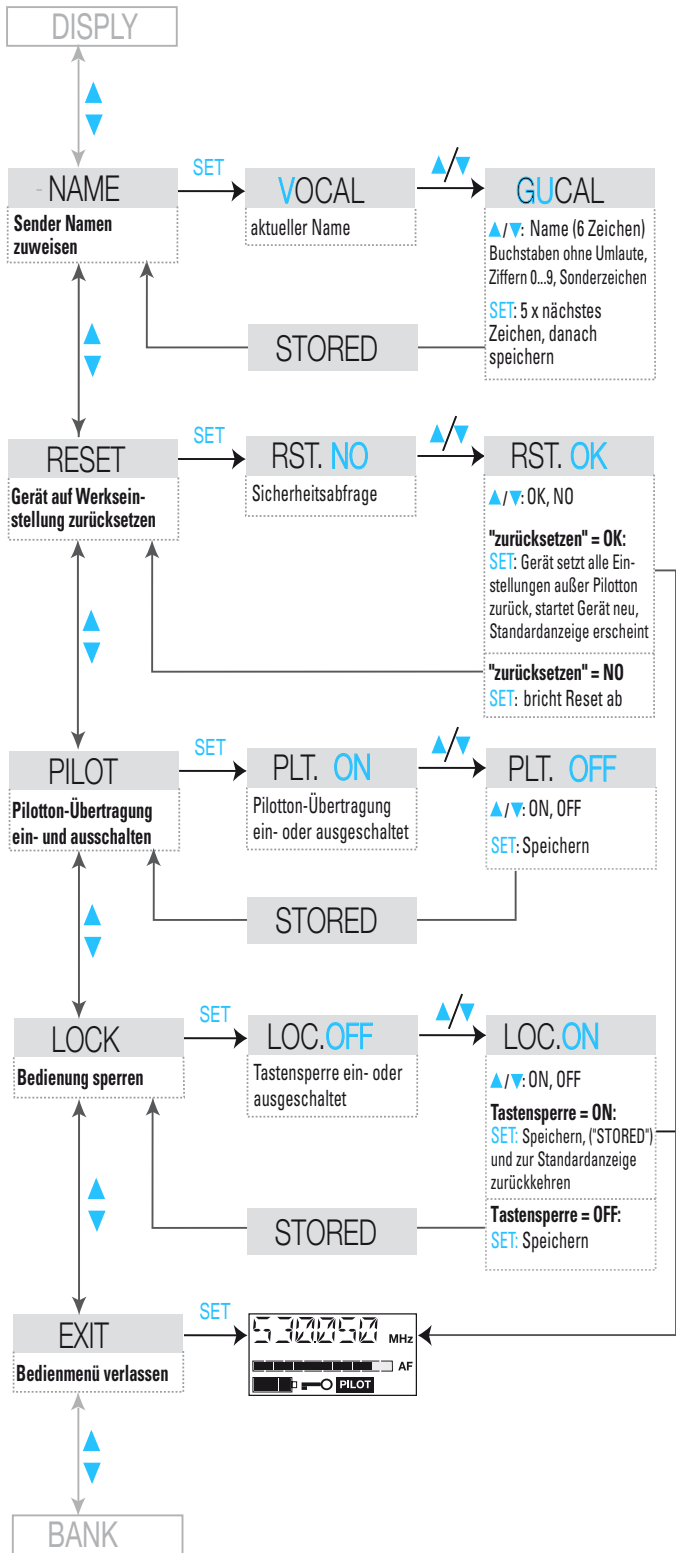 DISPLY
NAME
SET
VOCAL
▲/▼
GUCAL
Sender Namen
zuweisen
aktueller Name
▲/▼: Name (6 Zeichen)
Buchstaben ohne Umlaute,
Ziffern 0...9, Sonderzeichen
SET: 5 x nächstes
Zeichen, danach
speichern
STORED
RESET
SET
RST. NO
▲/▼
RST. OK
Gerät auf Werksein-
stellung zurücksetzen
Sicherheitsabfrage
▲/▼: OK, NO
"zurücksetzen" = OK:
SET: Gerät setzt alle Ein-
stellungen außer Pilotton
zurück, startet Gerät neu,
Standardanzeige erscheint
"zurücksetzen" = NO
SET: bricht Reset ab
PILOT
SET
PLT. ON
▲/▼
PLT. OFF
Pilotton-Übertragung
ein- und ausschalten
Pilotton-Übertragung
ein- oder ausgeschaltet
▲/▼: ON, OFF
SET: Speichern
STORED
LOCK
SET
LOC.OFF
▲/▼
LOC.ON
Bedienung sperren
Tastensperre ein- oder
ausgeschaltet
▲/▼: ON, OFF
Tastensperre = ON:
SET: Speichern, ("STORED")
und zur Standardanzeige
zurückkehren
Tastensperre = OFF:
SET: Speichern
STORED
EXIT
SET
Bedienmenü verlassen
530.050 MHz
AF
PILOT
BANK